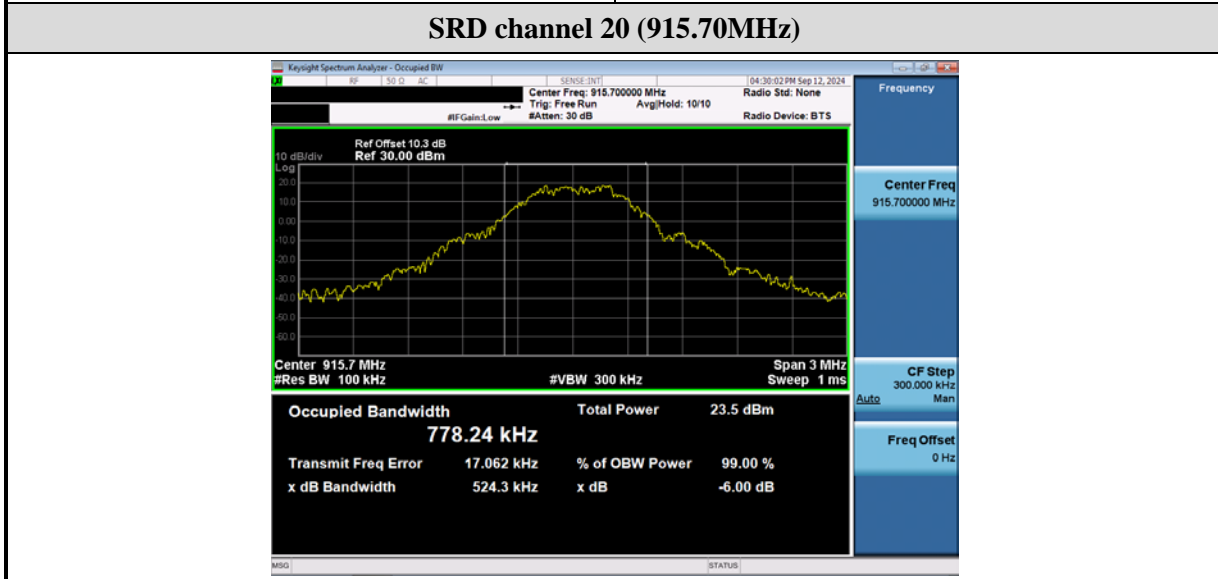 SRD channel 20 (915.70MHz)
Keysight Spectrum Analyzer - Occupied BW
RF 50 Ω AC SENSE:INT 04:30:02 PM Sep 12, 2024
Center Freq: 915.700000 MHz Radio Std: None
Trig: Free Run Avg|Hold: 10/10
#IFGain:Low #Atten: 30 dB Radio Device: BTS
Frequency
Ref Offset 10.3 dB
10 dB/div Ref 30.00 dBm
Log
20.0
10.0
0.00
-10.0
-20.0
-30.0
-40.0
-50.0
-60.0
Center 915.7 MHz Span 3 MHz
#Res BW 100 kHz #VBW 300 kHz Sweep 1 ms
Center Freq
915.700000 MHz
CF Step
300.000 kHz
Auto Man
Freq Offset
0 Hz
Occupied Bandwidth Total Power 23.5 dBm
778.24 kHz
Transmit Freq Error 17.062 kHz % of OBW Power 99.00 %
x dB Bandwidth 524.3 kHz x dB -6.00 dB
MSG STATUS